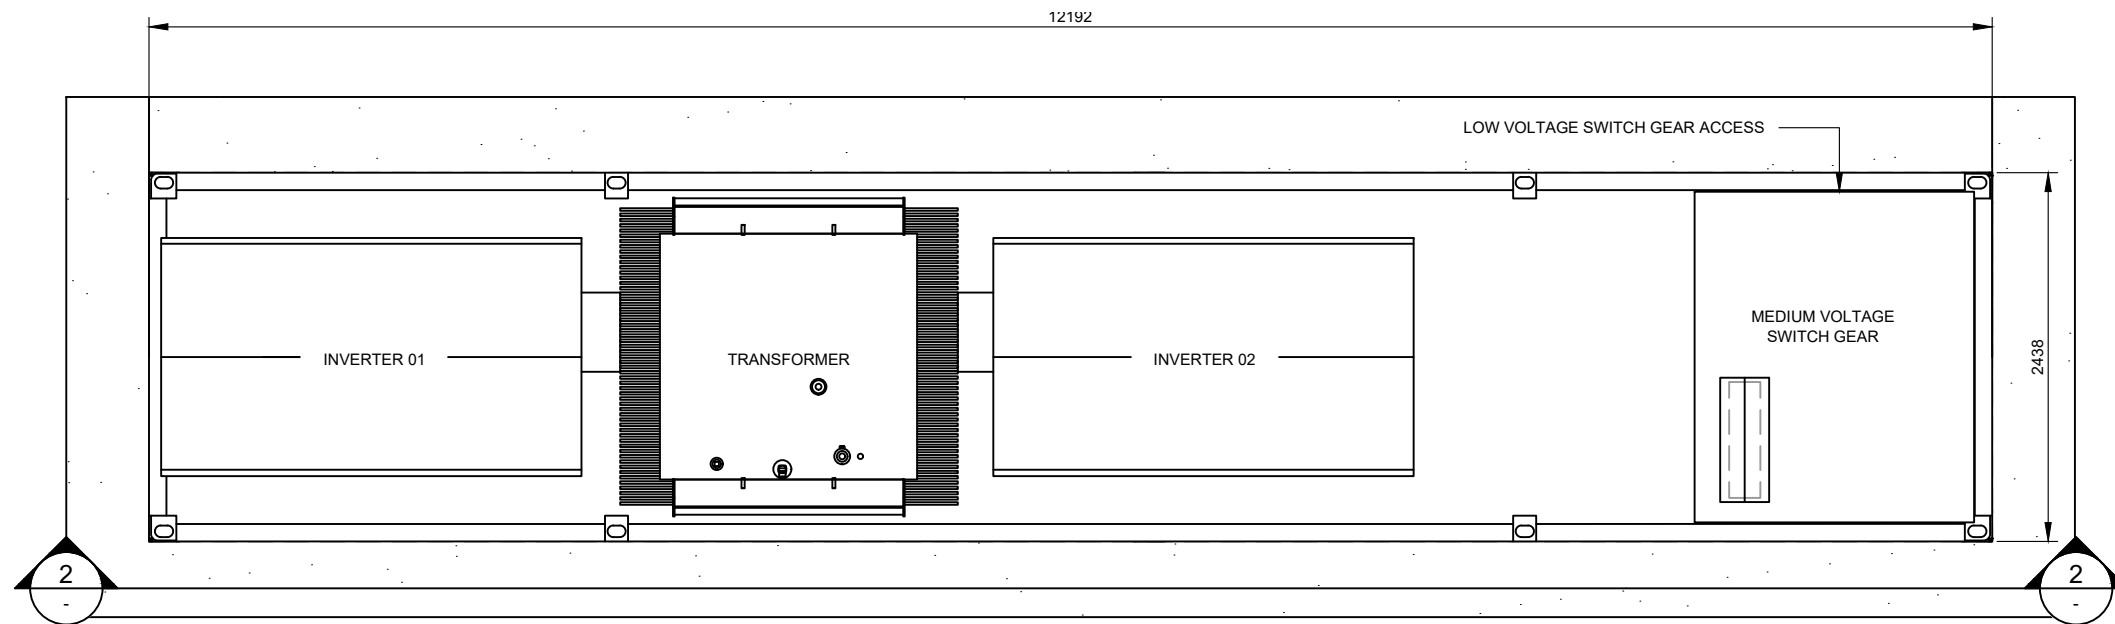 12192
LOW VOLTAGE SWITCH GEAR ACCESS
MEDIUM VOLTAGE
SWITCH GEAR
INVERTER 01
TRANSFORMER
INVERTER 02
2438
2
-
2
-